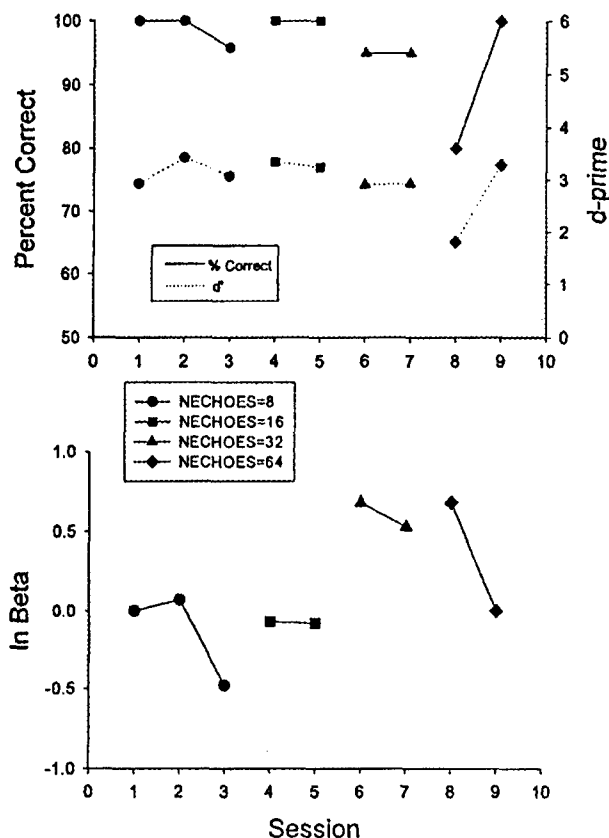 100
90
80
70
60
50
Percent Correct
6
5
4
3
2
1
0
d-prime
% Correct
d'
0 1 2 3 4 5 6 7 8 9 10
NECHOES=8
NECHOES=16
NECHOES=32
NECHOES=64
1.0
0.5
0.0
-0.5
-1.0
ln Beta
0 1 2 3 4 5 6 7 8 9 10
Session